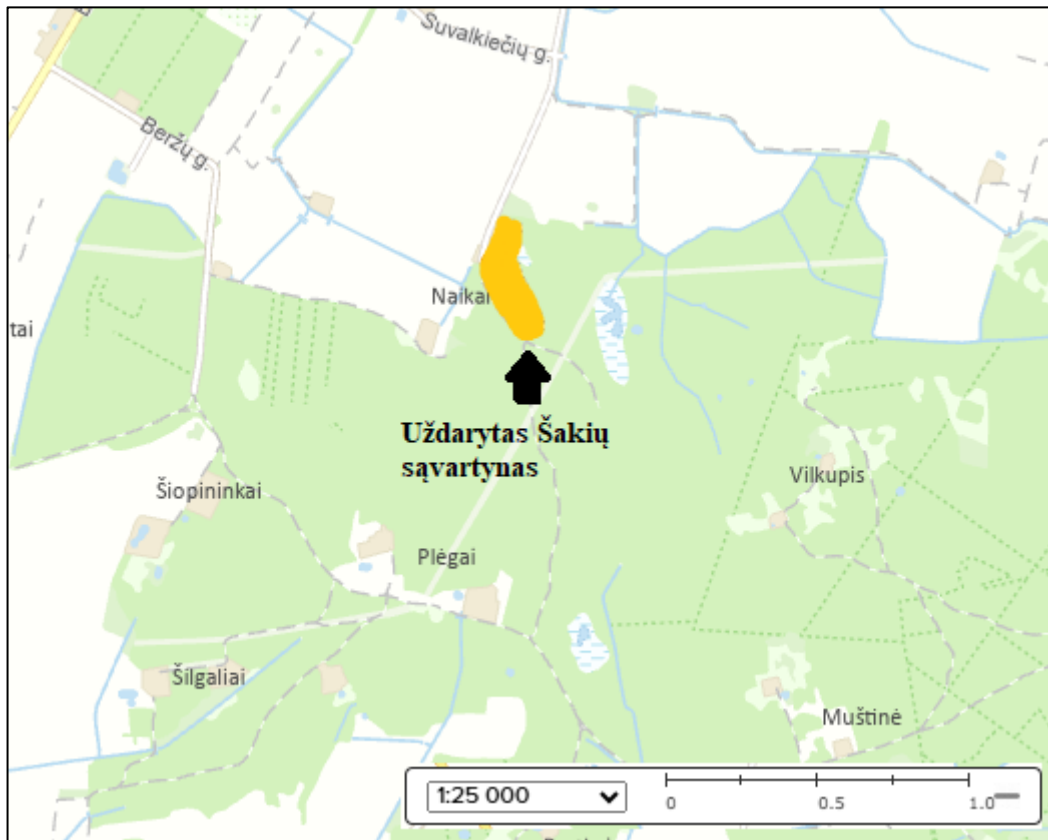 Suvalkiečių g.
Beržų g.
Naikai
tai
Uždarytas Šakių
sąvartynas
Vilkupis
Šiopininkai
Plėgai
Šilgaliai
Muštinė
1:25 000
0 0.5 1.0